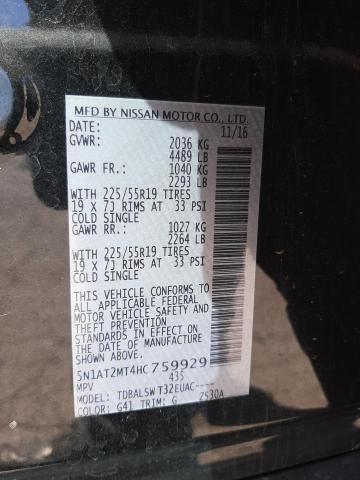 MFD BY NISSAN MOTOR CO., LTD.
DATE: 11/16
GVWR: 2036 KG
4489 LB
GAWR FR.: 1040 KG
2293 LB
WITH 225/55R19 TIRES
19 X 7J RIMS AT 33 PSI
COLD SINGLE
GAWR RR.: 1027 KG
2264 LB
WITH 225/55R19 TIRES
19 X 7J RIMS AT 33 PSI
COLD SINGLE
THIS VEHICLE CONFORMS TO
ALL APPLICABLE FEDERAL
MOTOR VEHICLE SAFETY
AND THEFT PREVENTION
STANDARDS IN EFFECT ON
THE DATE OF MANUFACTURE
SHOWN ABOVE.
5N1AT2MT4HC759929
MPV 435
MODEL: TDBALSWT32EUAC----
COLOR: G41 TRIM: G Z530A